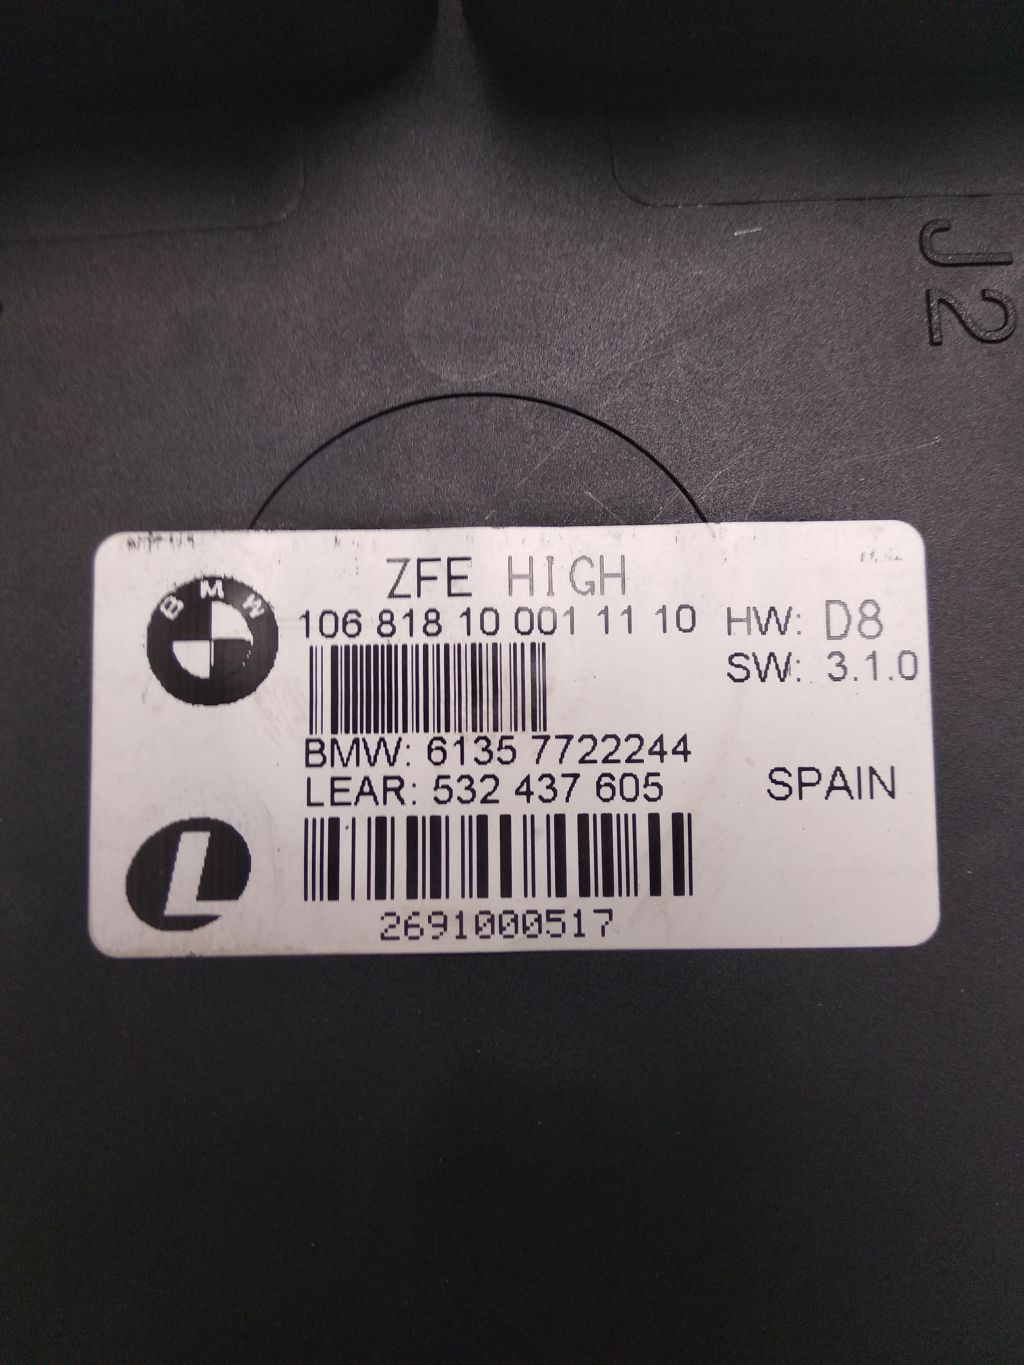 J2
ZFE HIGH
BMW
106 818 10 001 11 10
HW: D8
SW: 3.1.0
BMW: 6135 7722244
LEAR: 532 437 605
SPAIN
L
2691000517